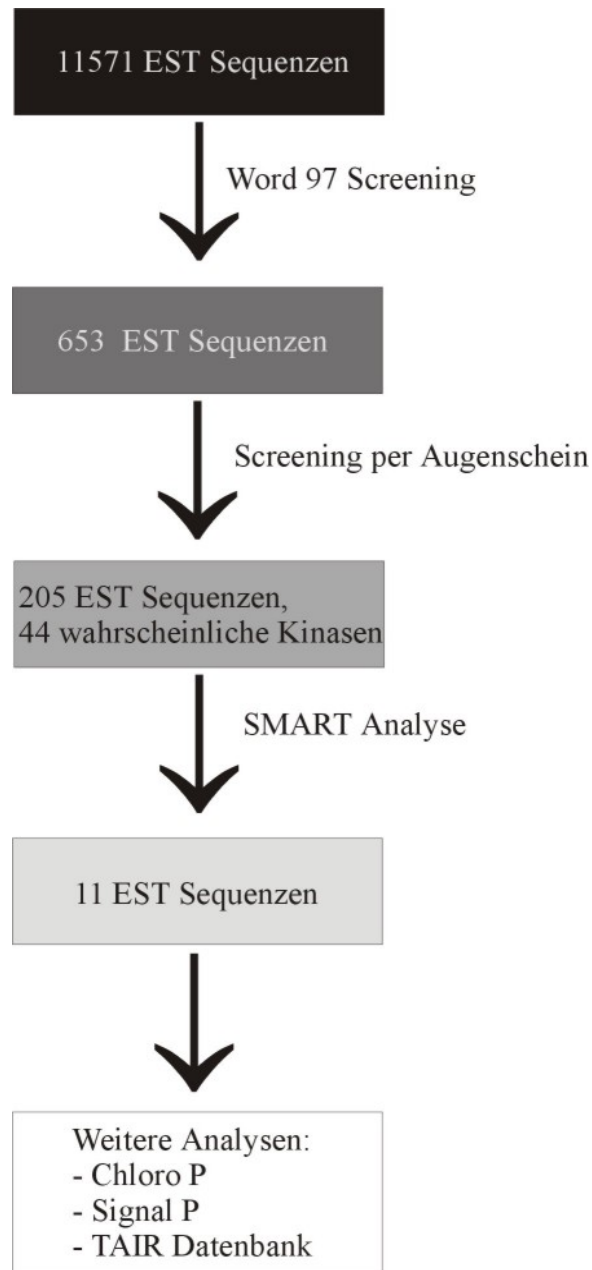 11571 EST Sequenzen
Word 97 Screening
653 EST Sequenzen
Screening per Augenschein
205 EST Sequenzen,
44 wahrscheinliche Kinasen
SMART Analyse
11 EST Sequenzen
Weitere Analysen:
- Chloro P
- Signal P
- TAIR Datenbank